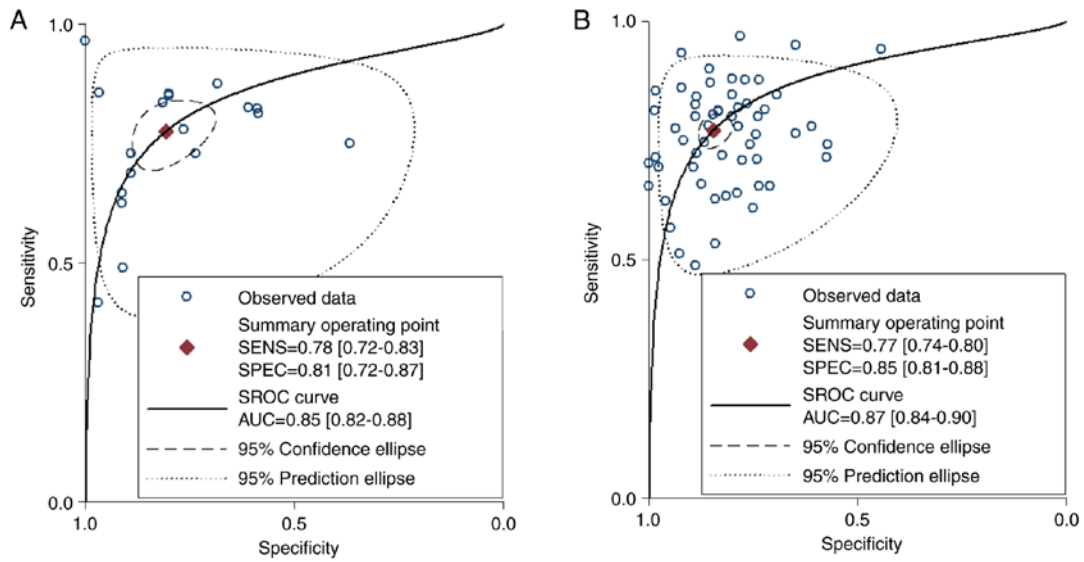 A
1.0
0.5
0.0
Sensitivity
Observed data
Summary operating point
SENS=0.78 [0.72-0.83]
SPEC=0.81 [0.72-0.87]
SROC curve
AUC=0.85 [0.82-0.88]
95% Confidence ellipse
95% Prediction ellipse
1.0
0.5
0.0
Specificity
B
1.0
0.5
0.0
Sensitivity
Observed data
Summary operating point
SENS=0.77 [0.74-0.80]
SPEC=0.85 [0.81-0.88]
SROC curve
AUC=0.87 [0.84-0.90]
95% Confidence ellipse
95% Prediction ellipse
1.0
0.5
0.0
Specificity